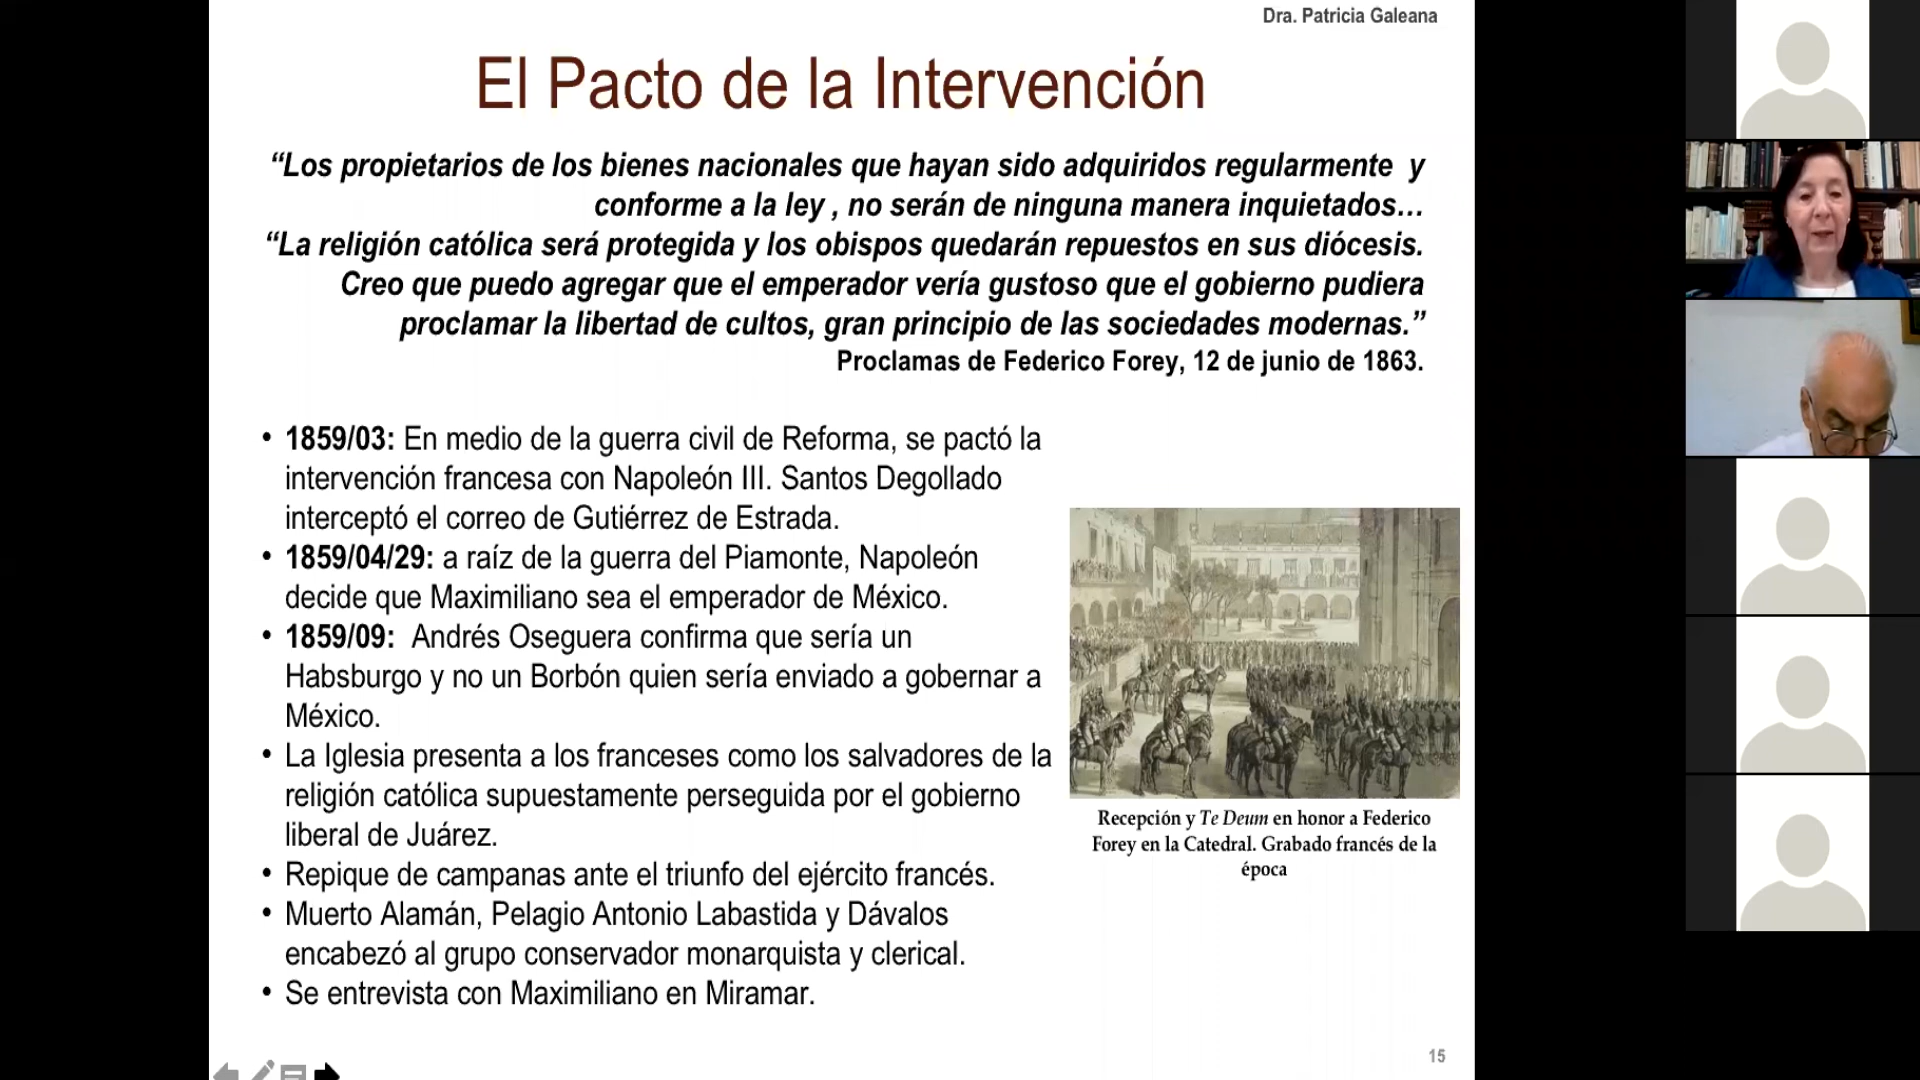 Dra. Patricia Galeana
El Pacto de la Intervención
“Los propietarios de los bienes nacionales que hayan sido adquiridos regularmente y
conforme a la ley , no serán de ninguna manera inquietados…
“La religión católica será protegida y los obispos quedarán repuestos en sus diócesis.
Creo que puedo agregar que el emperador vería gustoso que el gobierno pudiera
proclamar la libertad de cultos, gran principio de las sociedades modernas.”
Proclamas de Federico Forey, 12 de junio de 1863.
• 1859/03: En medio de la guerra civil de Reforma, se pactó la
intervención francesa con Napoleón III. Santos Degollado
interceptó el correo de Gutiérrez de Estrada.
• 1859/04/29: a raíz de la guerra del Piamonte, Napoleón
decide que Maximiliano sea el emperador de México.
• 1859/09: Andrés Oseguera confirma que sería un
Habsburgo y no un Borbón quien sería enviado a gobernar a
México.
• La Iglesia presenta a los franceses como los salvadores de la
religión católica supuestamente perseguida por el gobierno
liberal de Juárez.
• Repique de campanas ante el triunfo del ejército francés.
• Muerto Alamán, Pelagio Antonio Labastida y Dávalos
encabezó al grupo conservador monarquista y clerical.
• Se entrevista con Maximiliano en Miramar.
Recepción y Te Deum en honor a Federico
Forey en la Catedral. Grabado francés de la
época
15